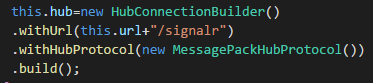 this.hub=new HubConnectionBuilder()
.withUrl(this.url+"/signalr")
.withHubProtocol(new MessagePackHubProtocol())
.build();